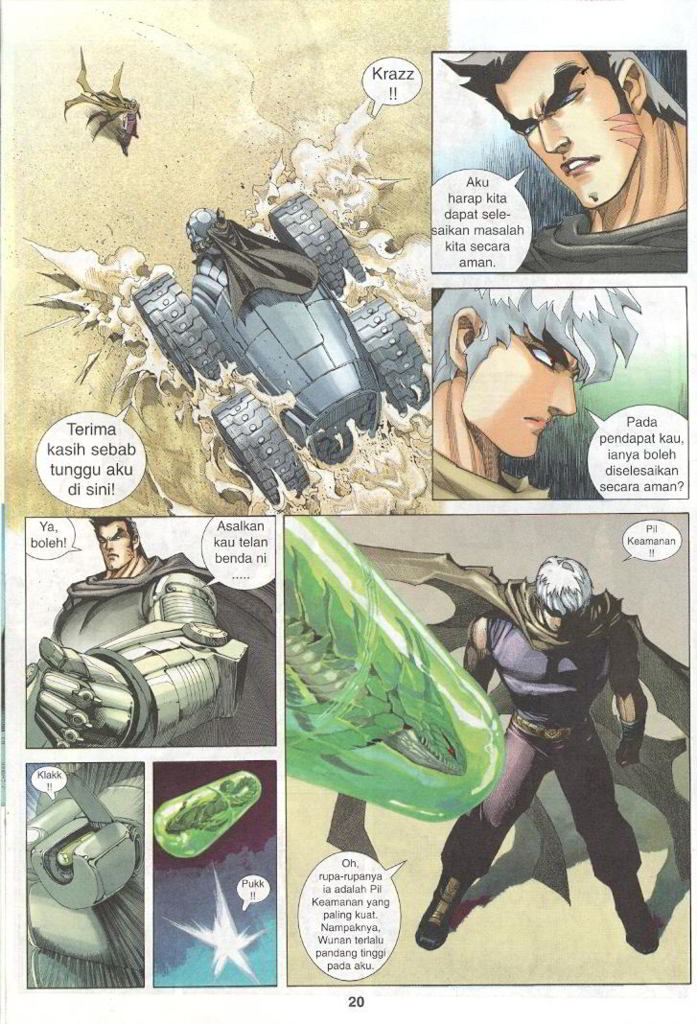 Krazz
!!
Aku
harap kita
dapat sele-
saikan masalah
kita secara
aman.
Terima
kasih sebab
tunggu aku
di sini!
Pada
pendapat kau,
ianya boleh
diselesaikan
secara aman?
Ya,
boleh!
Asalkan
kau telan
benda ni
.....
Klakk
!!
Pukk
!!
Pil
Keamanan
!!
Oh,
rupa-rupanya
ia adalah Pil
Keamanan yang
paling kuat.
Nampaknya,
Wunan terlalu
pandang tinggi
pada aku.
20